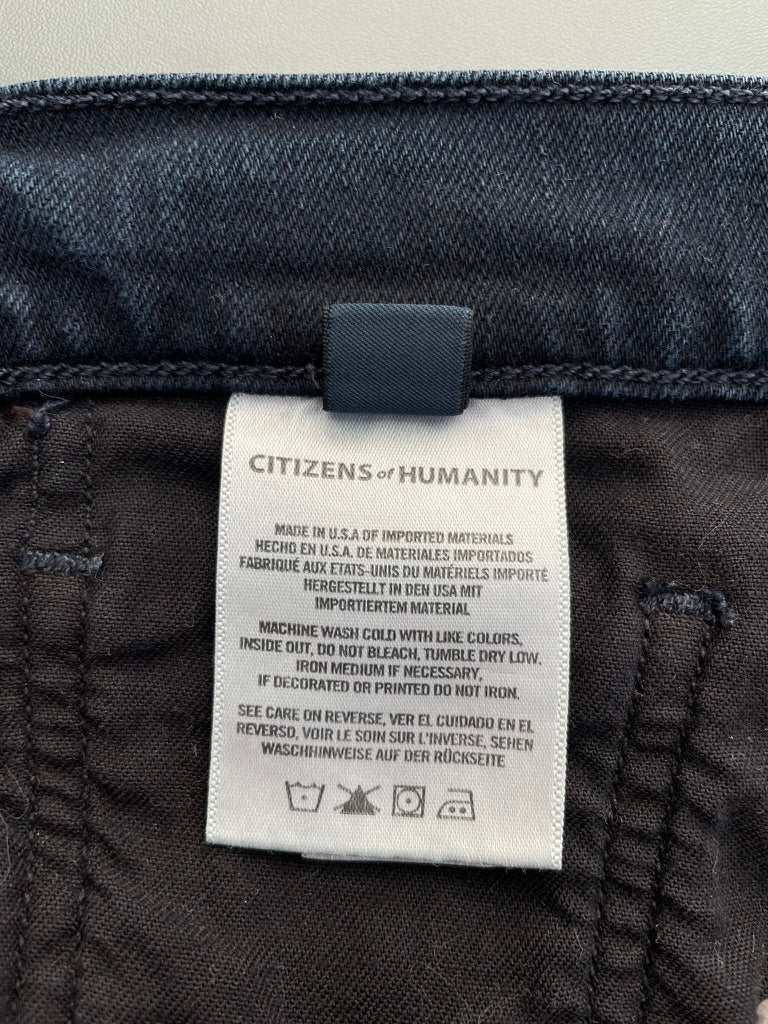 CITIZENS of HUMANITY
MADE IN U.S.A OF IMPORTED MATERIALS
HECHO EN U.S.A. DE MATERIALES IMPORTADOS
FABRIQUÉ AUX ETATS-UNIS DU MATÉRIELS IMPORTÉ
HERGESTELLT IN DEN USA MIT
IMPORTIERTEM MATERIAL
MACHINE WASH COLD WITH LIKE COLORS,
INSIDE OUT, DO NOT BLEACH, TUMBLE DRY LOW.
IRON MEDIUM IF NECESSARY,
IF DECORATED OR PRINTED DO NOT IRON.
SEE CARE ON REVERSE, VER EL CUIDADO EN EL
REVERSO, VOIR LE SOIN SUR L'INVERSE, SEHEN
WASCHHINWEISE AUF DER RÜCKSEITE